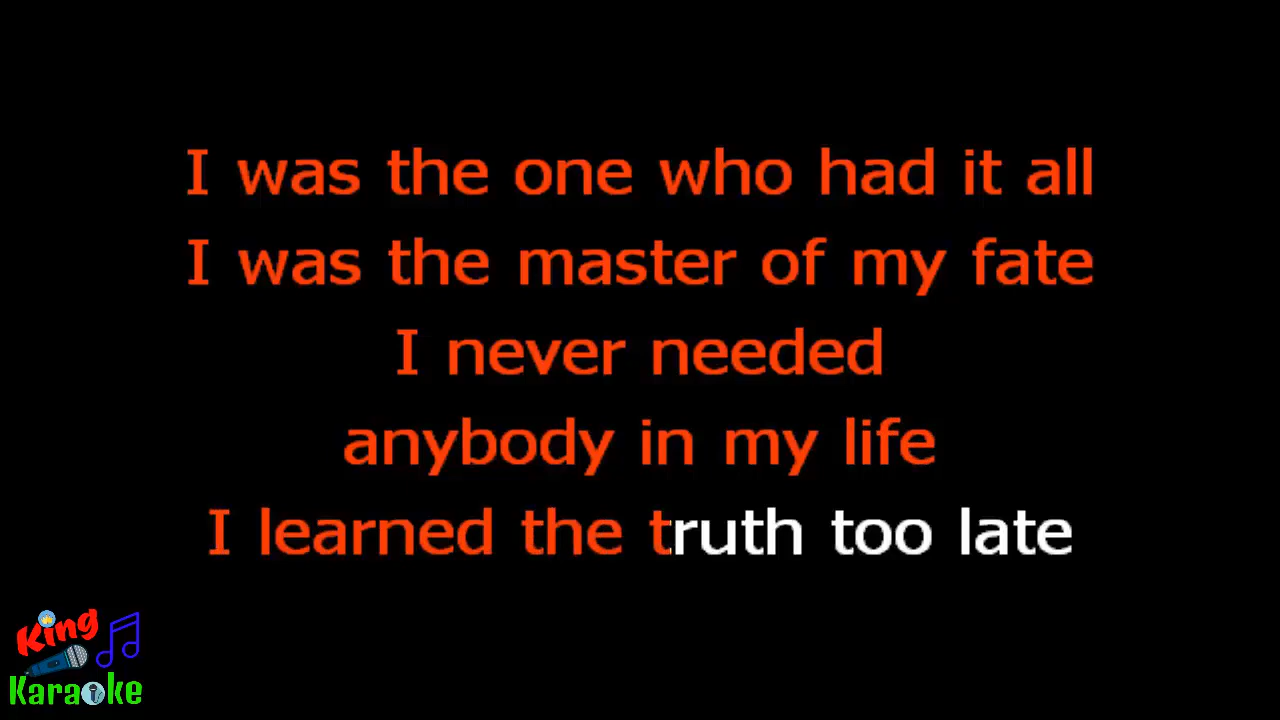 I was the one who had it all
I was the master of my fate
I never needed
anybody in my life
I learned the truth too late
King
Karaoke